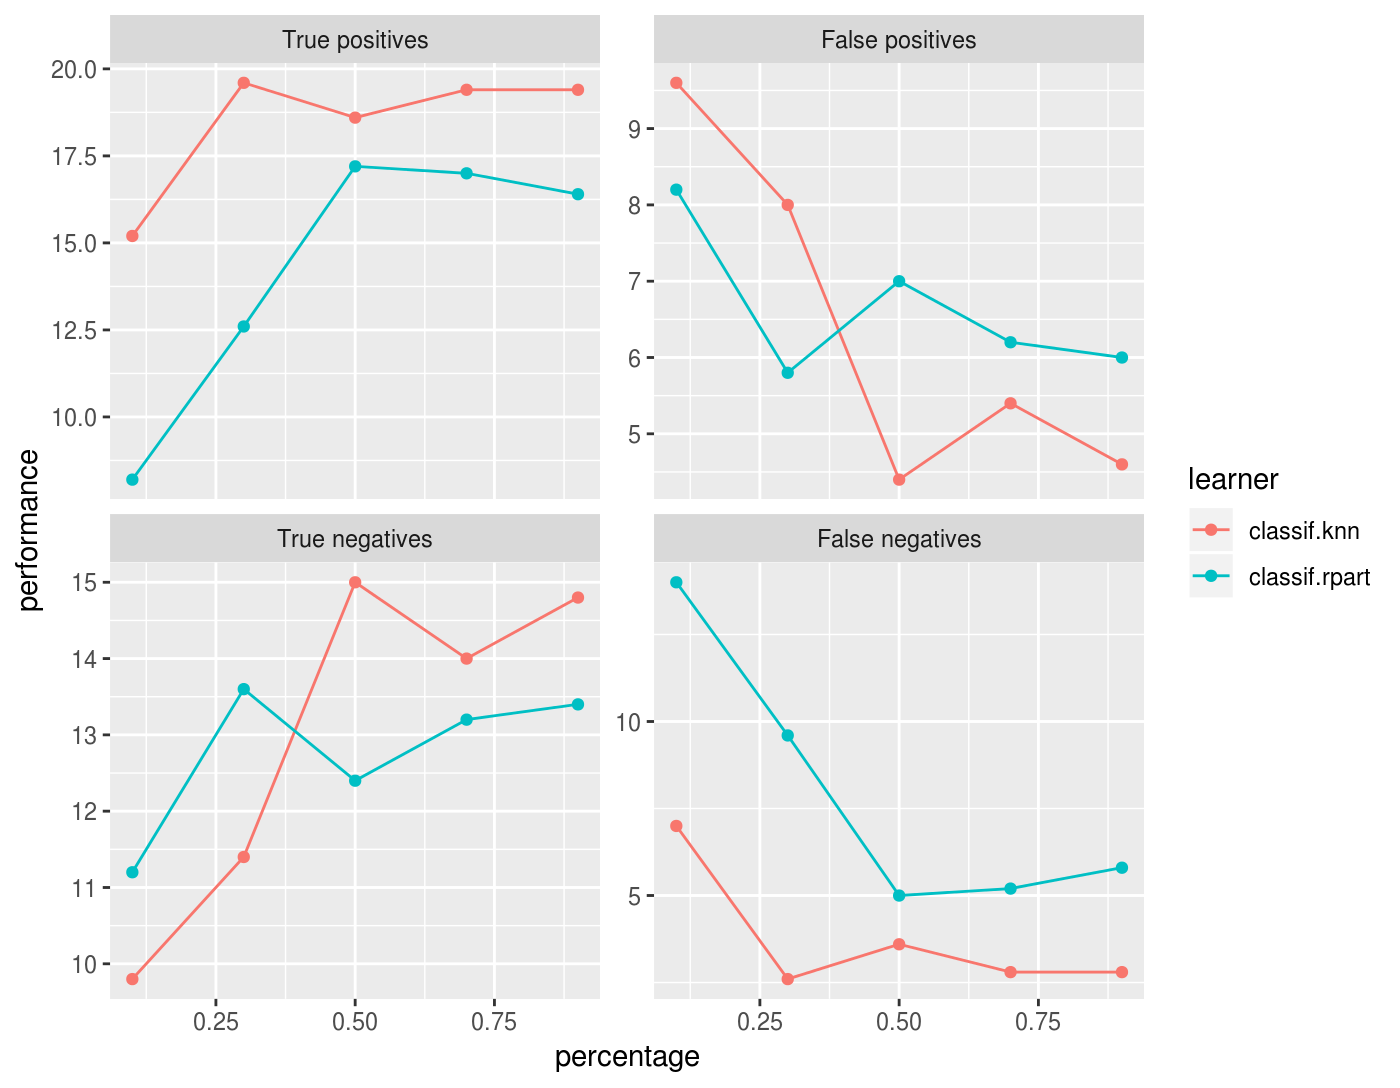 True positives
False positives
20.0
17.5
15.0
12.5
10.0
9
8
7
6
5
performance
True negatives
False negatives
15
14
13
12
11
10
10
5
0.25
0.50
0.75
0.25
0.50
0.75
percentage
learner
classif.knn
classif.rpart